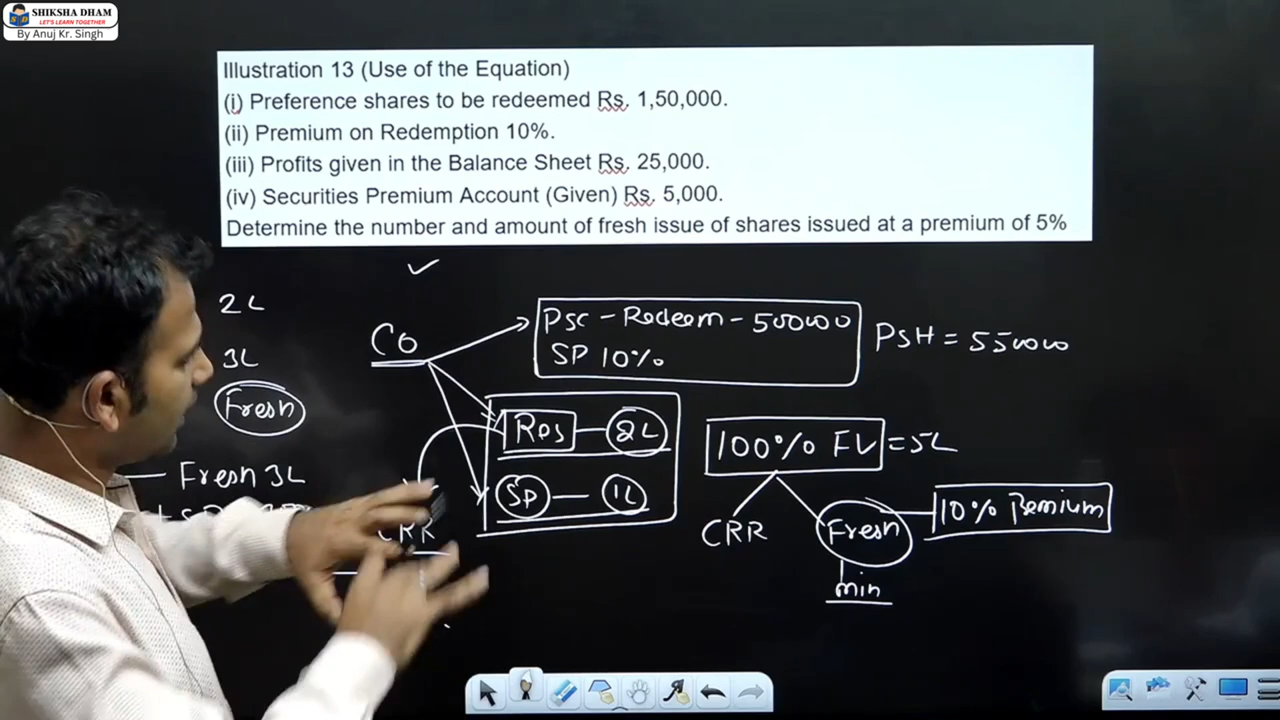 SHIKSHA DHAM
LET'S LEARN TOGETHER
By Anuj Kr. Singh
Illustration 13 (Use of the Equation)
(i) Preference shares to be redeemed Rs. 1,50,000.
(ii) Premium on Redemption 10%.
(iii) Profits given in the Balance Sheet Rs. 25,000.
(iv) Securities Premium Account (Given) Rs. 5,000.
Determine the number and amount of fresh issue of shares issued at a premium of 5%
2L
3L
Fresh
Fresh 3L
Co
PSC - Redeem - 500000
SP 10%
PSH = 550000
R&S - 2L
SP - 1L
CRR
100% FV = 5L
CRR
Fresh
10% Premium
min